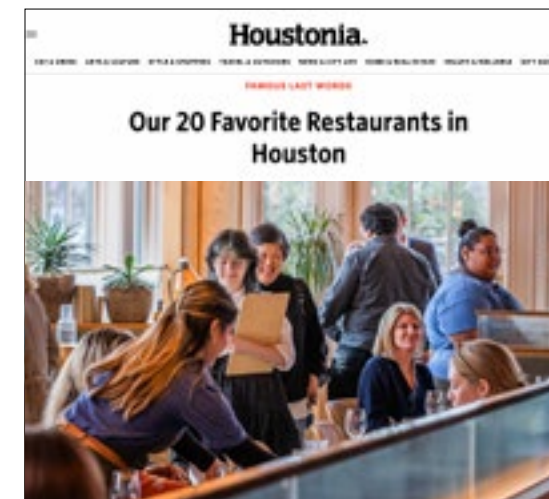 Houstonia.
FAMOUS LAST WORDS
Our 20 Favorite Restaurants in
Houston